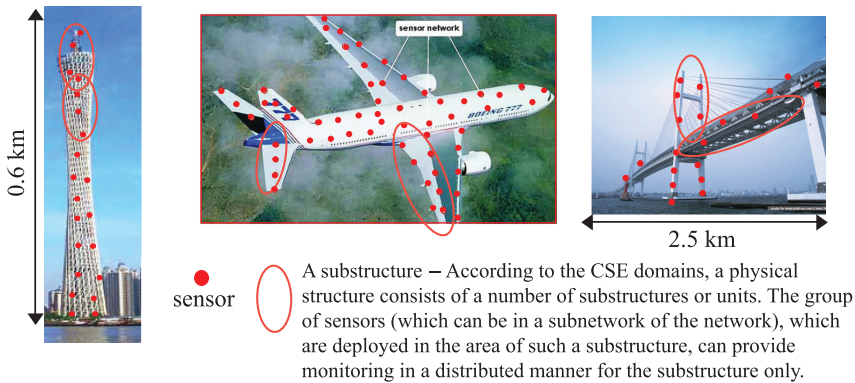 0.6 km
sensor network
BOEING 777
2.5 km
sensor
A substructure – According to the CSE domains, a physical
structure consists of a number of substructures or units. The group
of sensors (which can be in a subnetwork of the network), which
are deployed in the area of such a substructure, can provide
monitoring in a distributed manner for the substructure only.